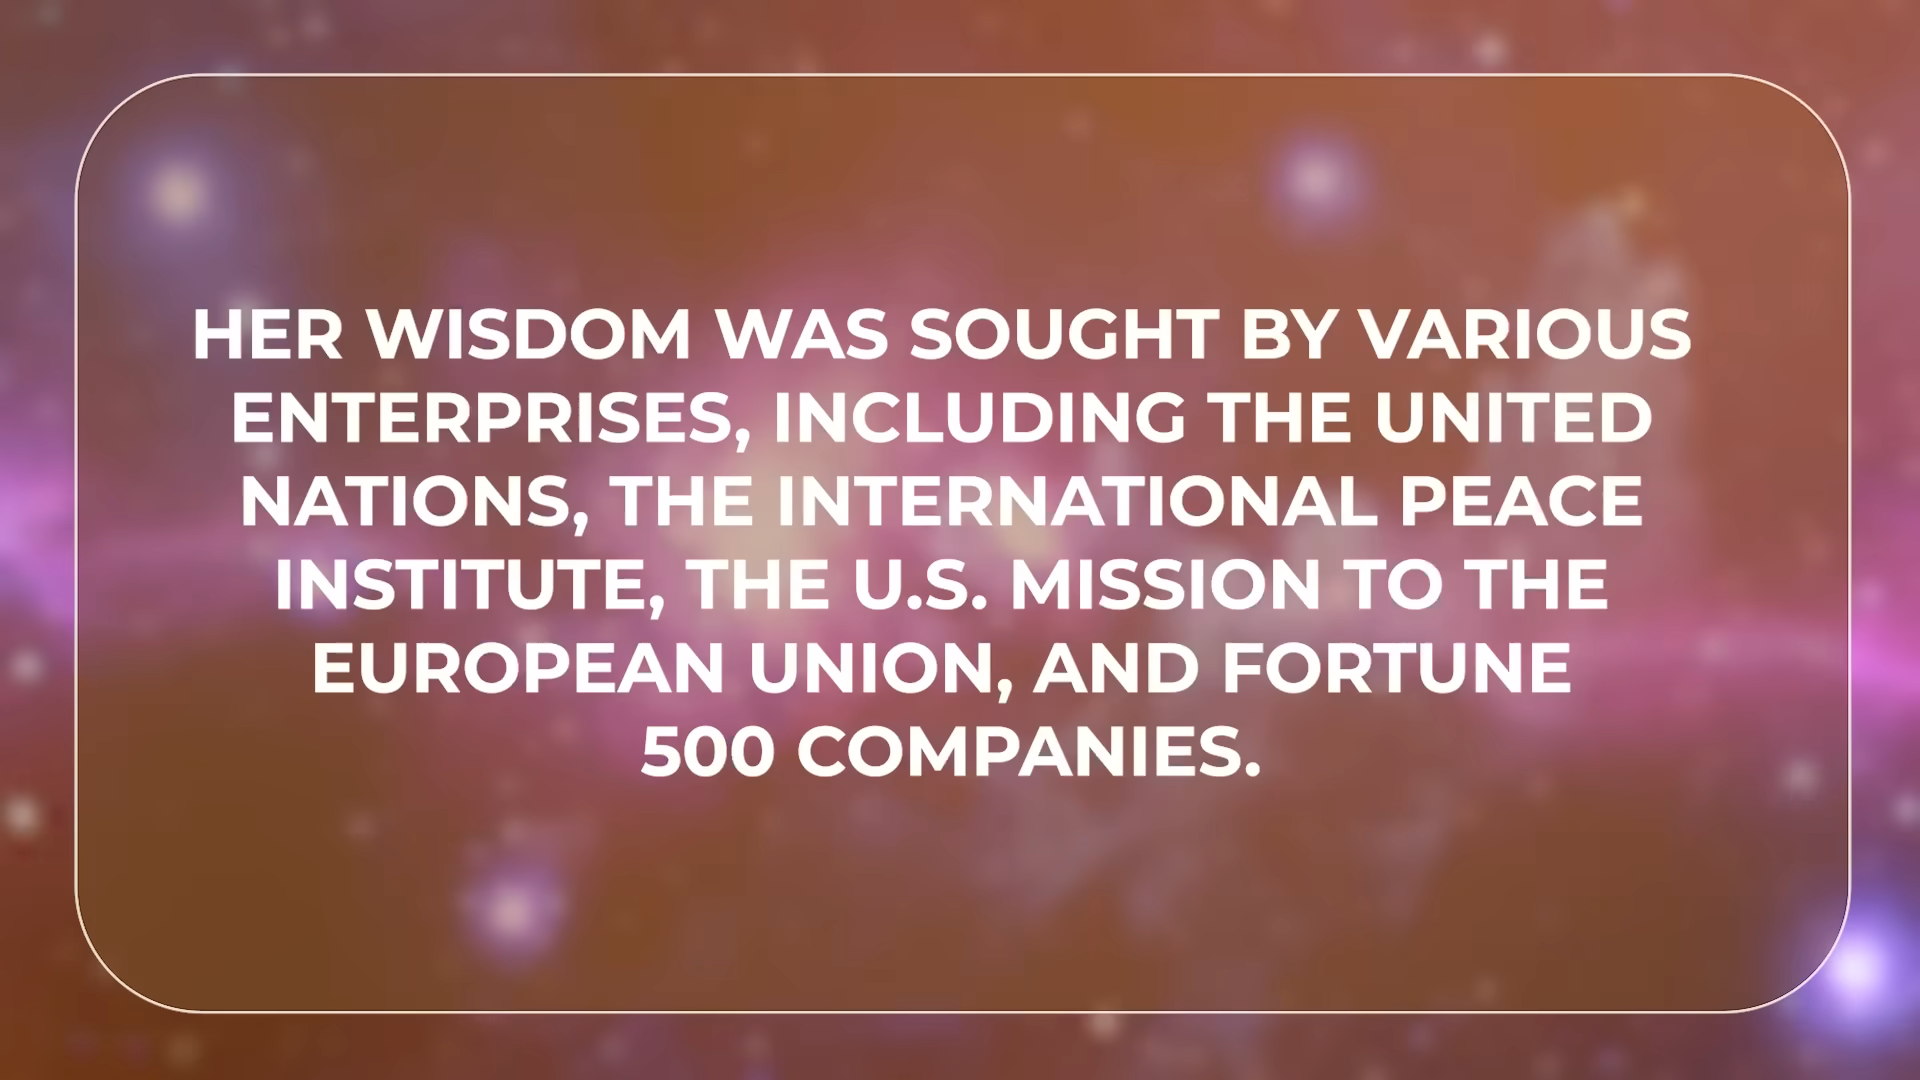 HER WISDOM WAS SOUGHT BY VARIOUS
ENTERPRISES, INCLUDING THE UNITED
NATIONS, THE INTERNATIONAL PEACE
INSTITUTE, THE U.S. MISSION TO THE
EUROPEAN UNION, AND FORTUNE
500 COMPANIES.